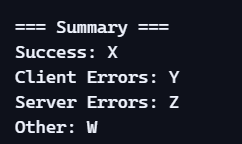 === Summary ===
Success: X
Client Errors: Y
Server Errors: Z
Other: W